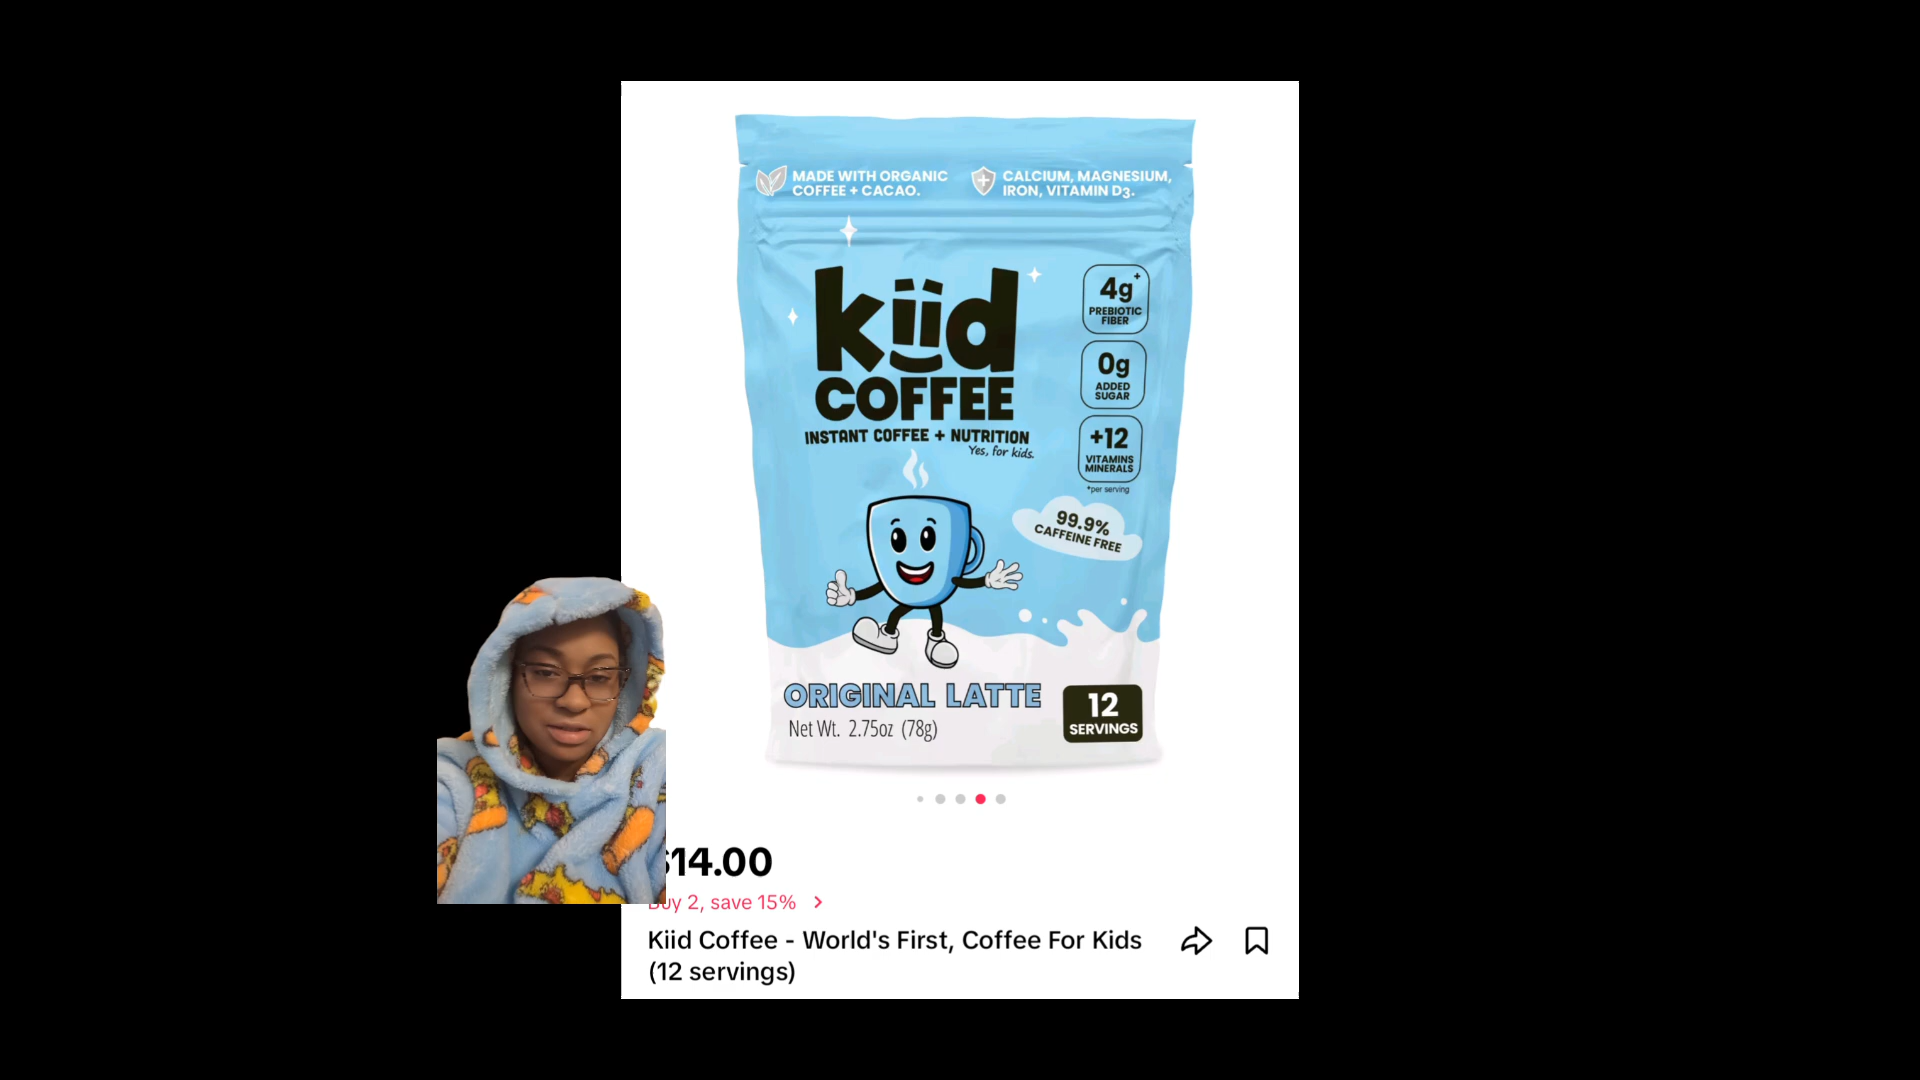 MADE WITH ORGANIC
COFFEE + CACAO.
CALCIUM, MAGNESIUM,
IRON, VITAMIN D3.
kiid
COFFEE
INSTANT COFFEE + NUTRITION
Yes, for kids.
4g+
PREBIOTIC
FIBER
0g
ADDED
SUGAR
+12
VITAMINS
MINERALS
*per serving
99.9%
CAFFEINE FREE
ORIGINAL LATTE
Net Wt. 2.75oz (78g)
12
SERVINGS
$14.00
Buy 2, save 15% >
Kiid Coffee - World's First, Coffee For Kids
(12 servings)